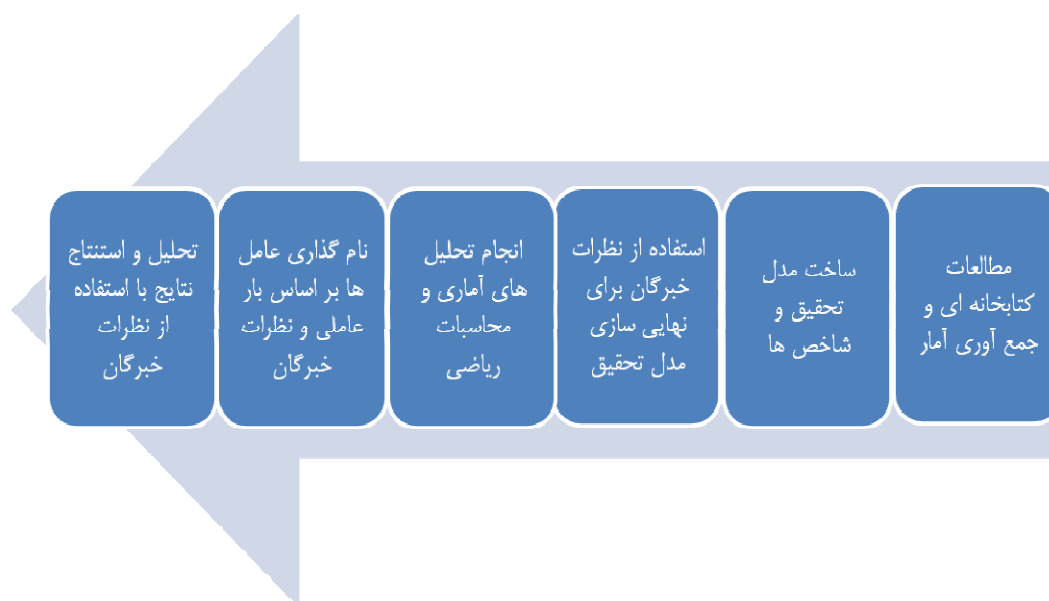 مطالعات
کتابخانه ای و
جمع آوری آمار
ساخت مدل
تحقیق و
شاخص ها
استفاده از نظرات
خبرگان برای
نهایی سازی
مدل تحقیق
انجام تحلیل
های آماری و
محاسبات
ریاضی
نام گذاری عامل
ها بر اساس بار
عاملی و نظرات
خبرگان
تحلیل و استنتاج
نتایج با استفاده
از نظرات
خبرگان